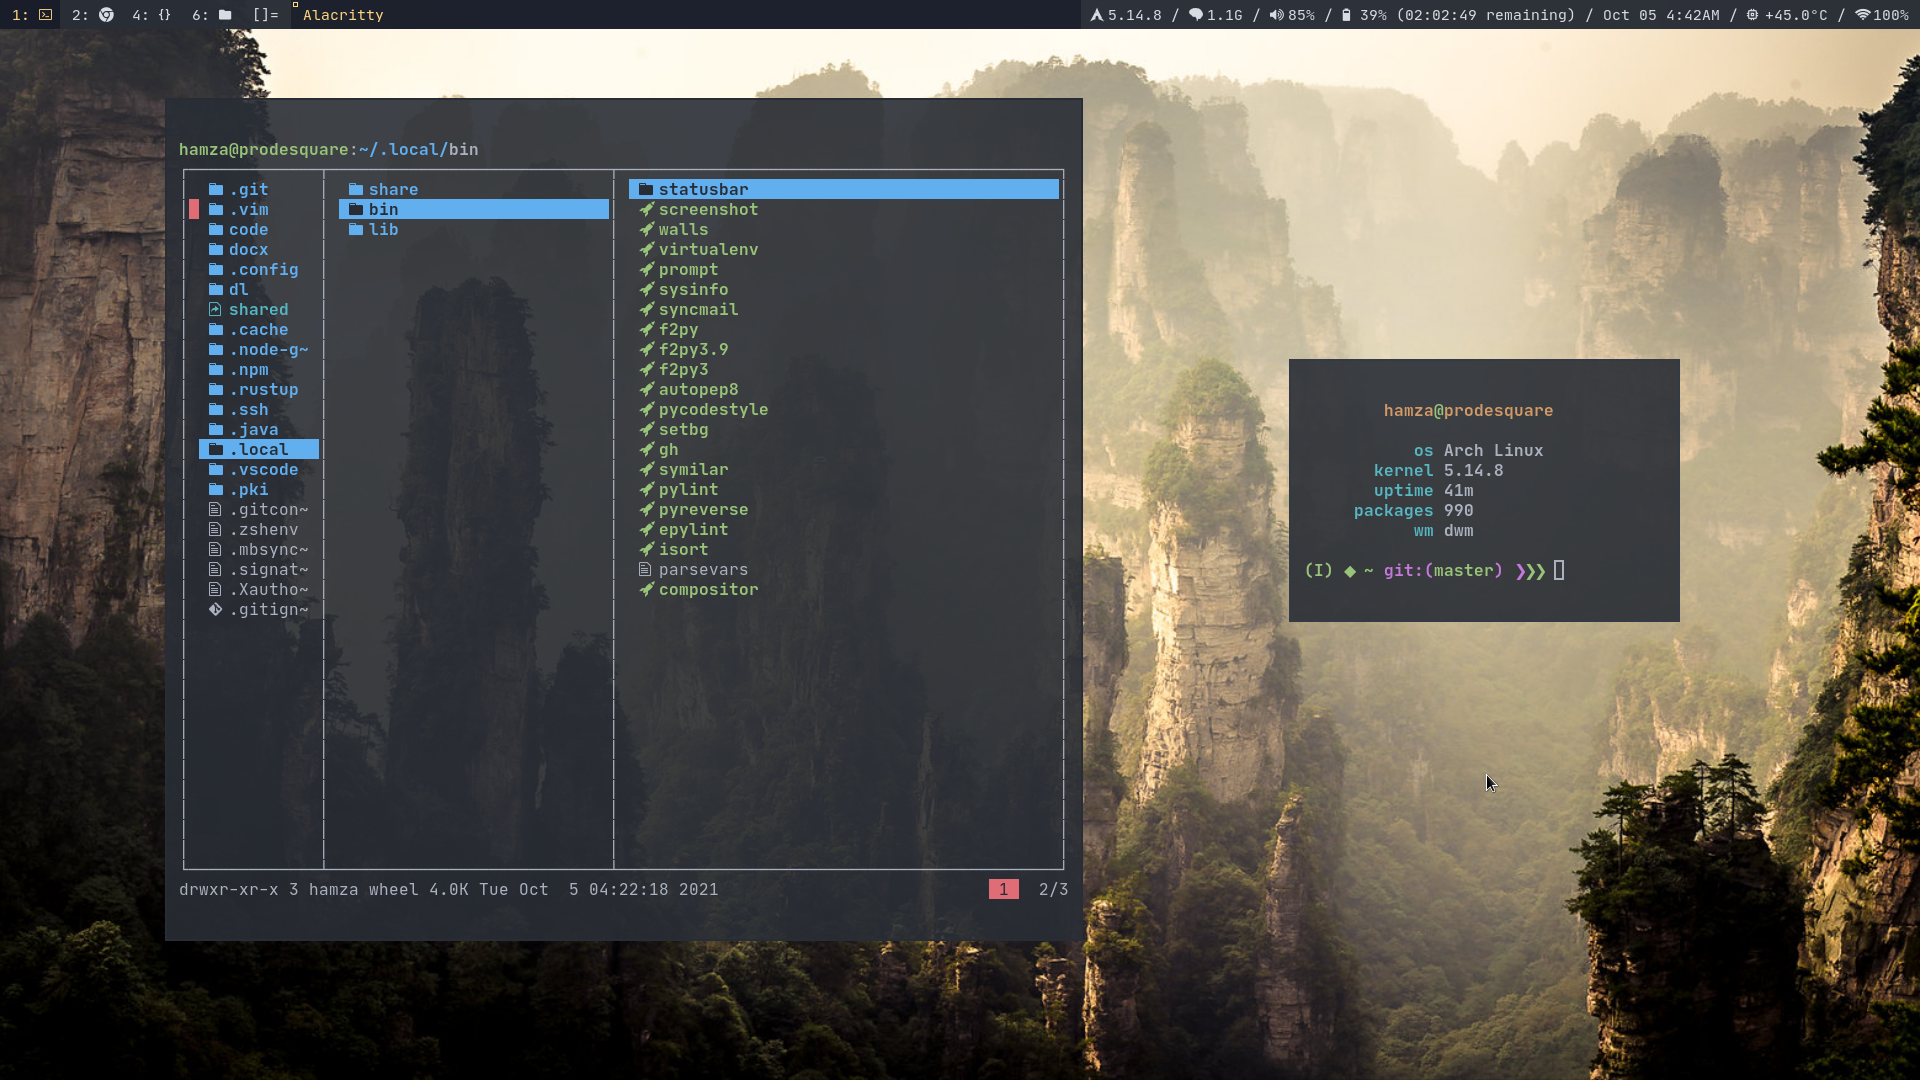 1: 2: 4: {} 6: []= Alacritty 5.14.8 / 1.1G / 85% / 39% (02:02:49 remaining) / Oct 05 4:42AM / +45.0°C / 100%
hamza@prodesquare:~/.local/bin
.git
.vim
code
docx
.config
dl
shared
.cache
.node-g~
.npm
.rustup
.ssh
.java
.local
.vscode
.pki
.gitcon~
.zshenv
.mbsync~
.signat~
.Xautho~
.gitign~
share
bin
lib
statusbar
screenshot
walls
virtualenv
prompt
sysinfo
syncmail
f2py
f2py3.9
f2py3
autopep8
pycodestyle
setbg
gh
symilar
pylint
pyreverse
epylint
isort
parsevars
compositor
drwxr-xr-x 3 hamza wheel 4.0K Tue Oct  5 04:22:18 2021 1 2/3
hamza@prodesquare
os Arch Linux
kernel 5.14.8
uptime 41m
packages 990
wm dwm
(I) ◆ ~ git:(master) ❯❯❯